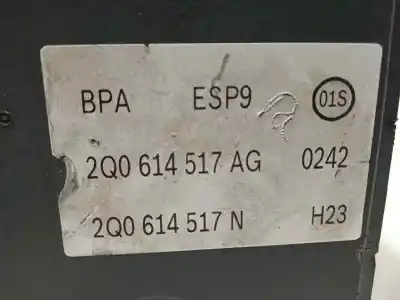 BPA ESP9 01S
2Q0 614 517 AG 0242
2Q0 614 517 N H23